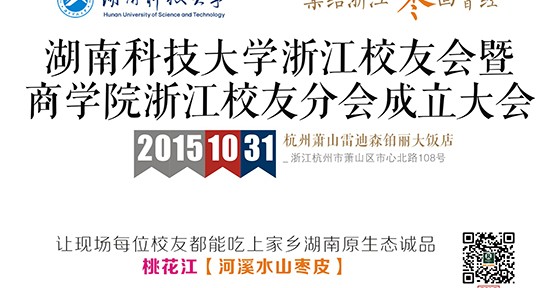 湖南科技大学
Hunan University of Science and Technology
集结浙江 枣回曾经
湖南科技大学浙江校友会暨
商学院浙江校友分会成立大会
2015 10 31
杭州萧山雷迪森铂丽大饭店
_ 浙江杭州市萧山区市心北路108号
让现场每位校友都能吃上家乡湖南原生态诚品
桃花江【河溪水山枣皮】